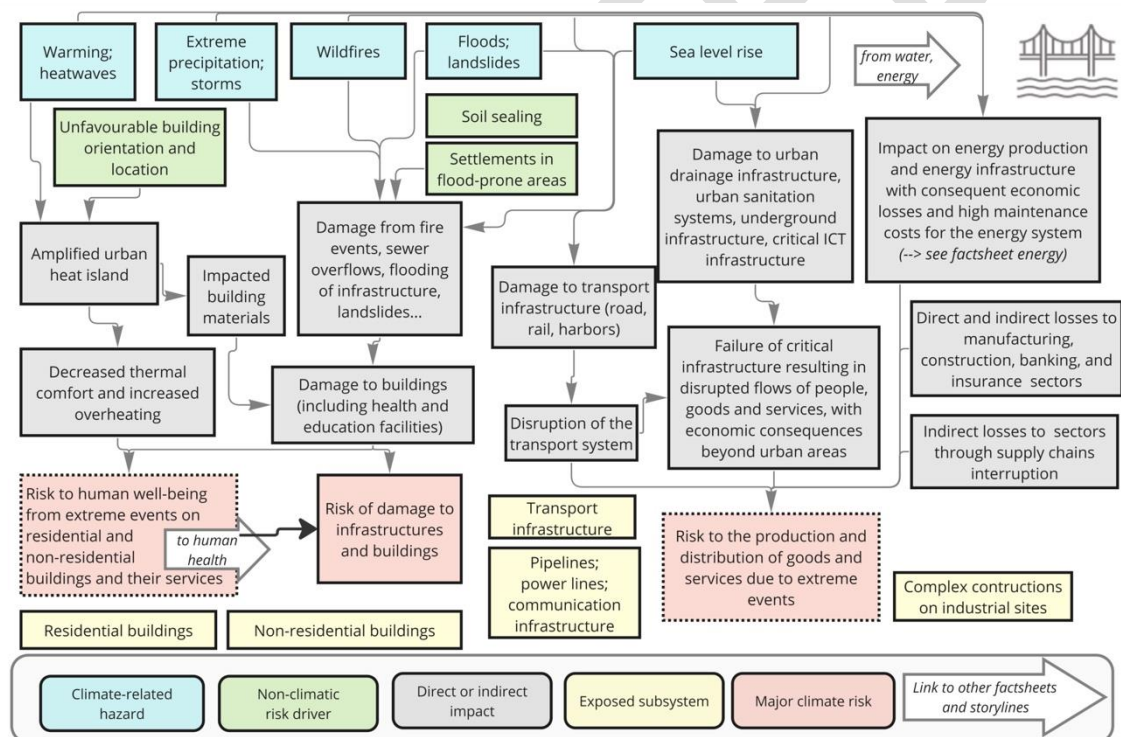 Warming;
heatwaves
Extreme
precipitation;
storms
Wildfires
Floods;
landslides
Sea level rise
from water,
energy
Unfavourable building
orientation and
location
Soil sealing
Settlements in
flood-prone areas
Amplified urban
heat island
Impacted
building
materials
Damage from fire
events, sewer
overflows, flooding
of infrastructure,
landslides...
Damage to transport
infrastructure (road,
rail, harbors)
Damage to urban
drainage infrastructure,
urban sanitation
systems, underground
infrastructure, critical ICT
infrastructure
Impact on energy production
and energy infrastructure
with consequent economic
losses and high maintenance
costs for the energy system
(--> see factsheet energy)
Decreased thermal
comfort and increased
overheating
Damage to buildings
(including health and
education facilities)
Disruption of the
transport system
Failure of critical
infrastructure resulting in
disrupted flows of people,
goods and services, with
economic consequences
beyond urban areas
Direct and indirect losses to
manufacturing,
construction, banking, and
insurance sectors
Indirect losses to sectors
through supply chains
interruption
Risk to human well-being
from extreme events on
residential and
non-residential
buildings and their services
to human
health
Risk of damage to
infrastructures
and buildings
Transport
infrastructure
Pipelines;
power lines;
communication
infrastructure
Risk to the production and
distribution of goods and
services due to extreme
events
Complex contructions
on industrial sites
Residential buildings
Non-residential buildings
Climate-related
hazard
Non-climatic
risk driver
Direct or indirect
impact
Exposed subsystem
Major climate risk
Link to other factsheets
and storylines